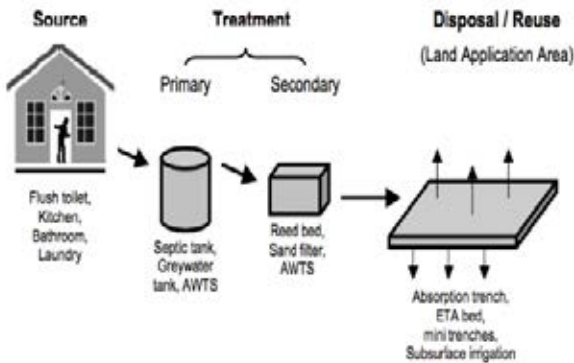 Source
Treatment
Disposal / Reuse
(Land Application Area)
Primary
Secondary
Flush toilet,
Kitchen,
Bathroom,
Laundry
Septic tank,
Greywater
tank, AWTS
Reed bed,
Sand filter,
AWTS
Absorption trench,
ETA bed,
mini trenches,
Subsurface irrigation